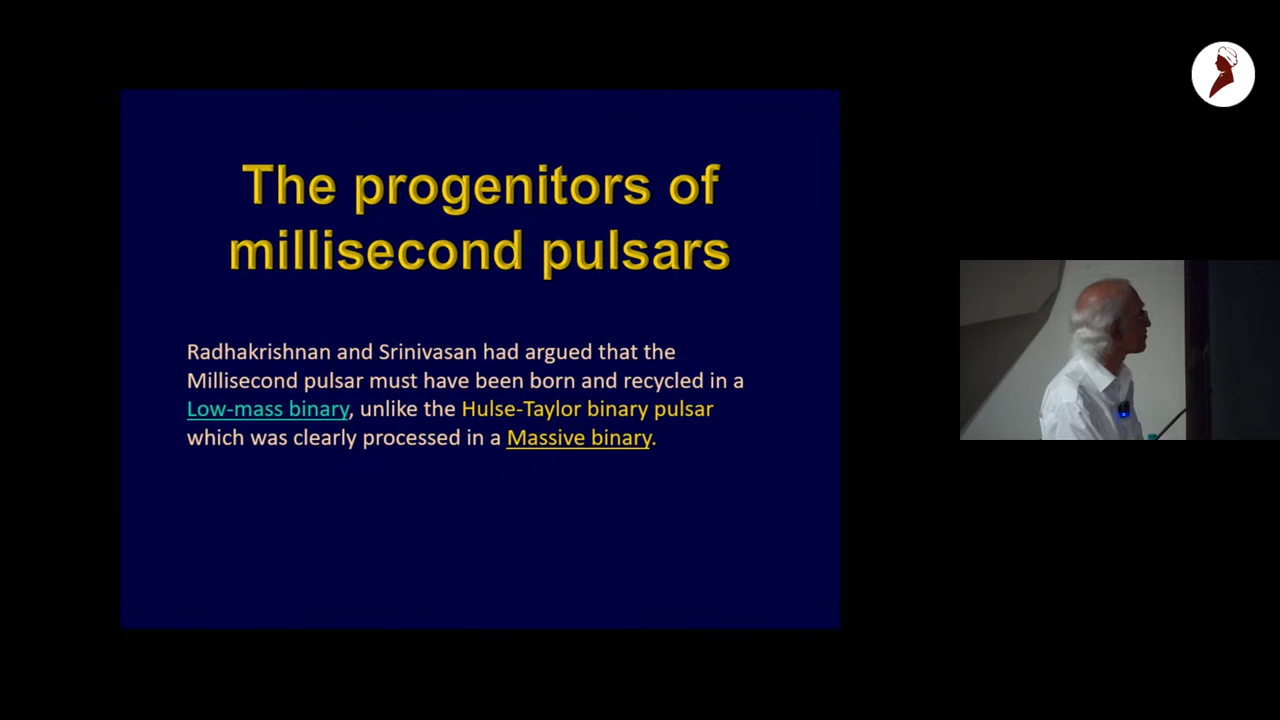 The progenitors of
millisecond pulsars
Radhakrishnan and Srinivasan had argued that the
Millisecond pulsar must have been born and recycled in a
Low-mass binary, unlike the Hulse-Taylor binary pulsar
which was clearly processed in a Massive binary.